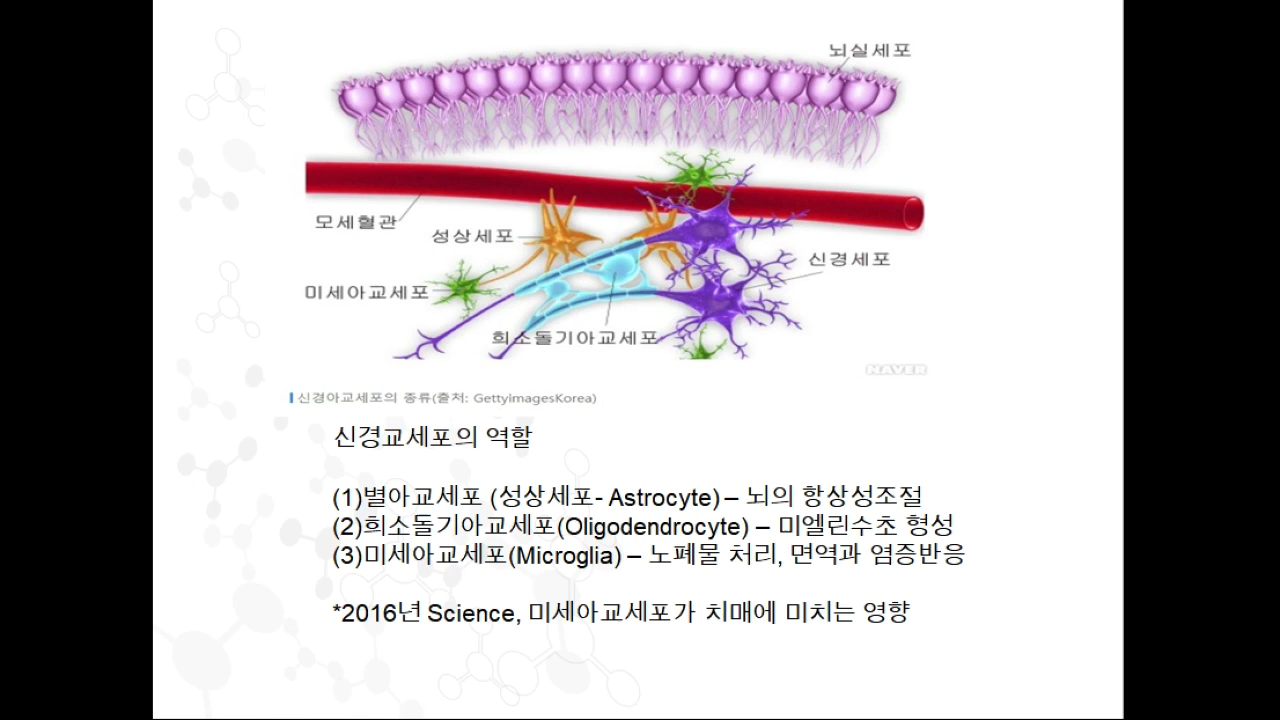 뇌실세포
모세혈관
성상세포
신경세포
미세아교세포
희소돌기아교세포
NAVER
신경아교세포의 종류(출처: GettyImagesKorea)
신경교세포의 역할
(1)별아교세포 (성상세포- Astrocyte) – 뇌의 항상성조절
(2)희소돌기아교세포(Oligodendrocyte) – 미엘린수초 형성
(3)미세아교세포(Microglia) – 노폐물 처리, 면역과 염증반응
*2016년 Science, 미세아교세포가 치매에 미치는 영향